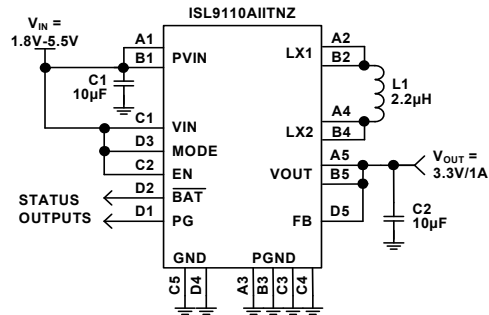 ISL9110AIITNZ
V_IN =
1.8V-5.5V
A1
B1
PVIN
C1
10µF
C1
VIN
D3
MODE
C2
EN
D2
B̅A̅T̅
D1
PG
STATUS
OUTPUTS
LX1
A2
B2
L1
2.2µH
LX2
A4
B4
VOUT
A5
B5
V_OUT =
3.3V/1A
FB
D5
C2
10µF
GND
PGND
C5
D4
A3
B3
C3
C4